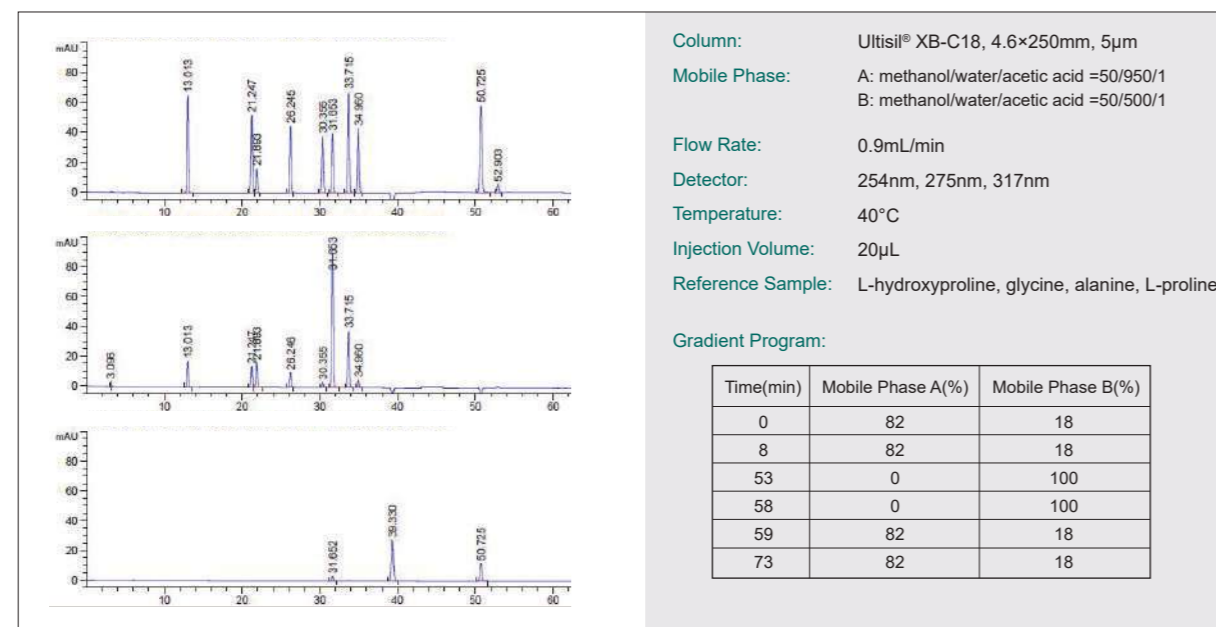 mAU
80
60
40
20
0
13.013
21.247
21.893
26.245
30.355
31.653
33.715
34.960
50.725
52.903
10
20
30
40
50
60
mAU
80
60
40
20
0
3.096
13.013
21.893
26.246
30.355
31.653
33.715
34.960
10
20
30
40
50
60
mAU
80
60
40
20
0
31.652
39.330
50.725
10
20
30
40
50
60
Column: Ultisil® XB-C18, 4.6×250mm, 5μm
Mobile Phase: A: methanol/water/acetic acid =50/950/1
B: methanol/water/acetic acid =50/500/1
Flow Rate: 0.9mL/min
Detector: 254nm, 275nm, 317nm
Temperature: 40°C
Injection Volume: 20μL
Reference Sample: L-hydroxyproline, glycine, alanine, L-proline
Gradient Program:
Time(min) Mobile Phase A(%) Mobile Phase B(%)
0 82 18
8 82 18
53 0 100
58 0 100
59 82 18
73 82 18